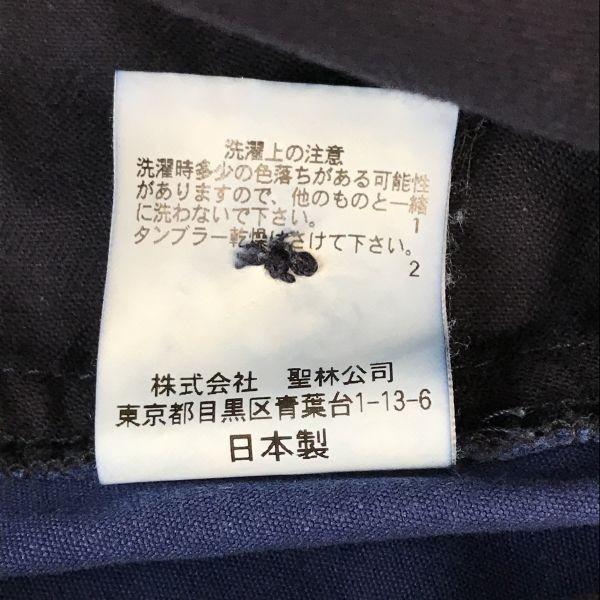 洗濯上の注意
洗濯時多少の色落ちがある可能性
がありますので、他のものと一緒
に洗わないで下さい。
1
タンブラー乾燥はさけて下さい。
2
株式会社 聖林公司
東京都目黒区青葉台1-13-6
日本製